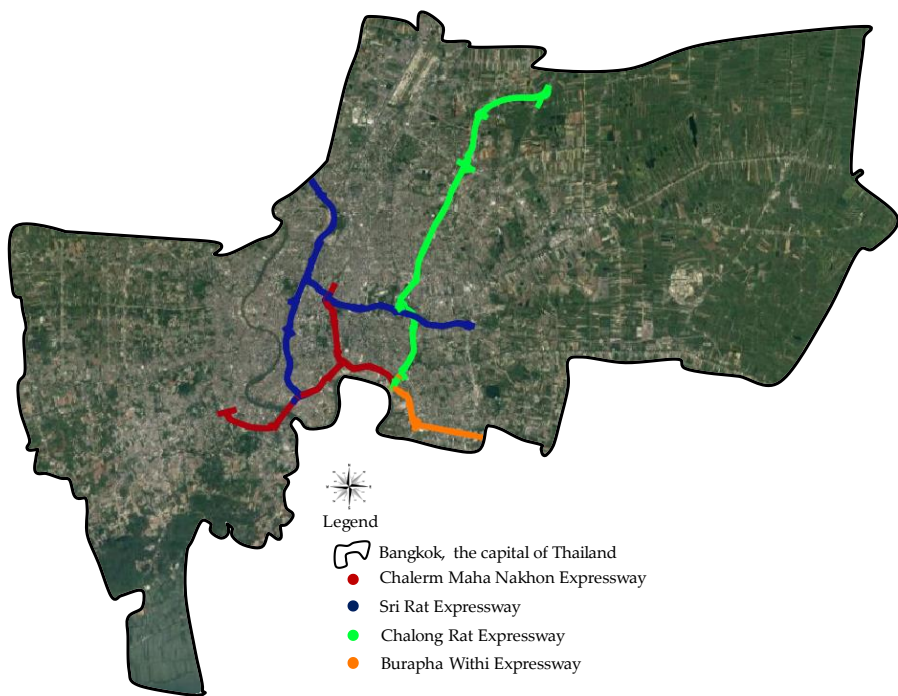 Legend
Bangkok, the capital of Thailand
Chalerm Maha Nakhon Expressway
Sri Rat Expressway
Chalong Rat Expressway
Burapha Withi Expressway